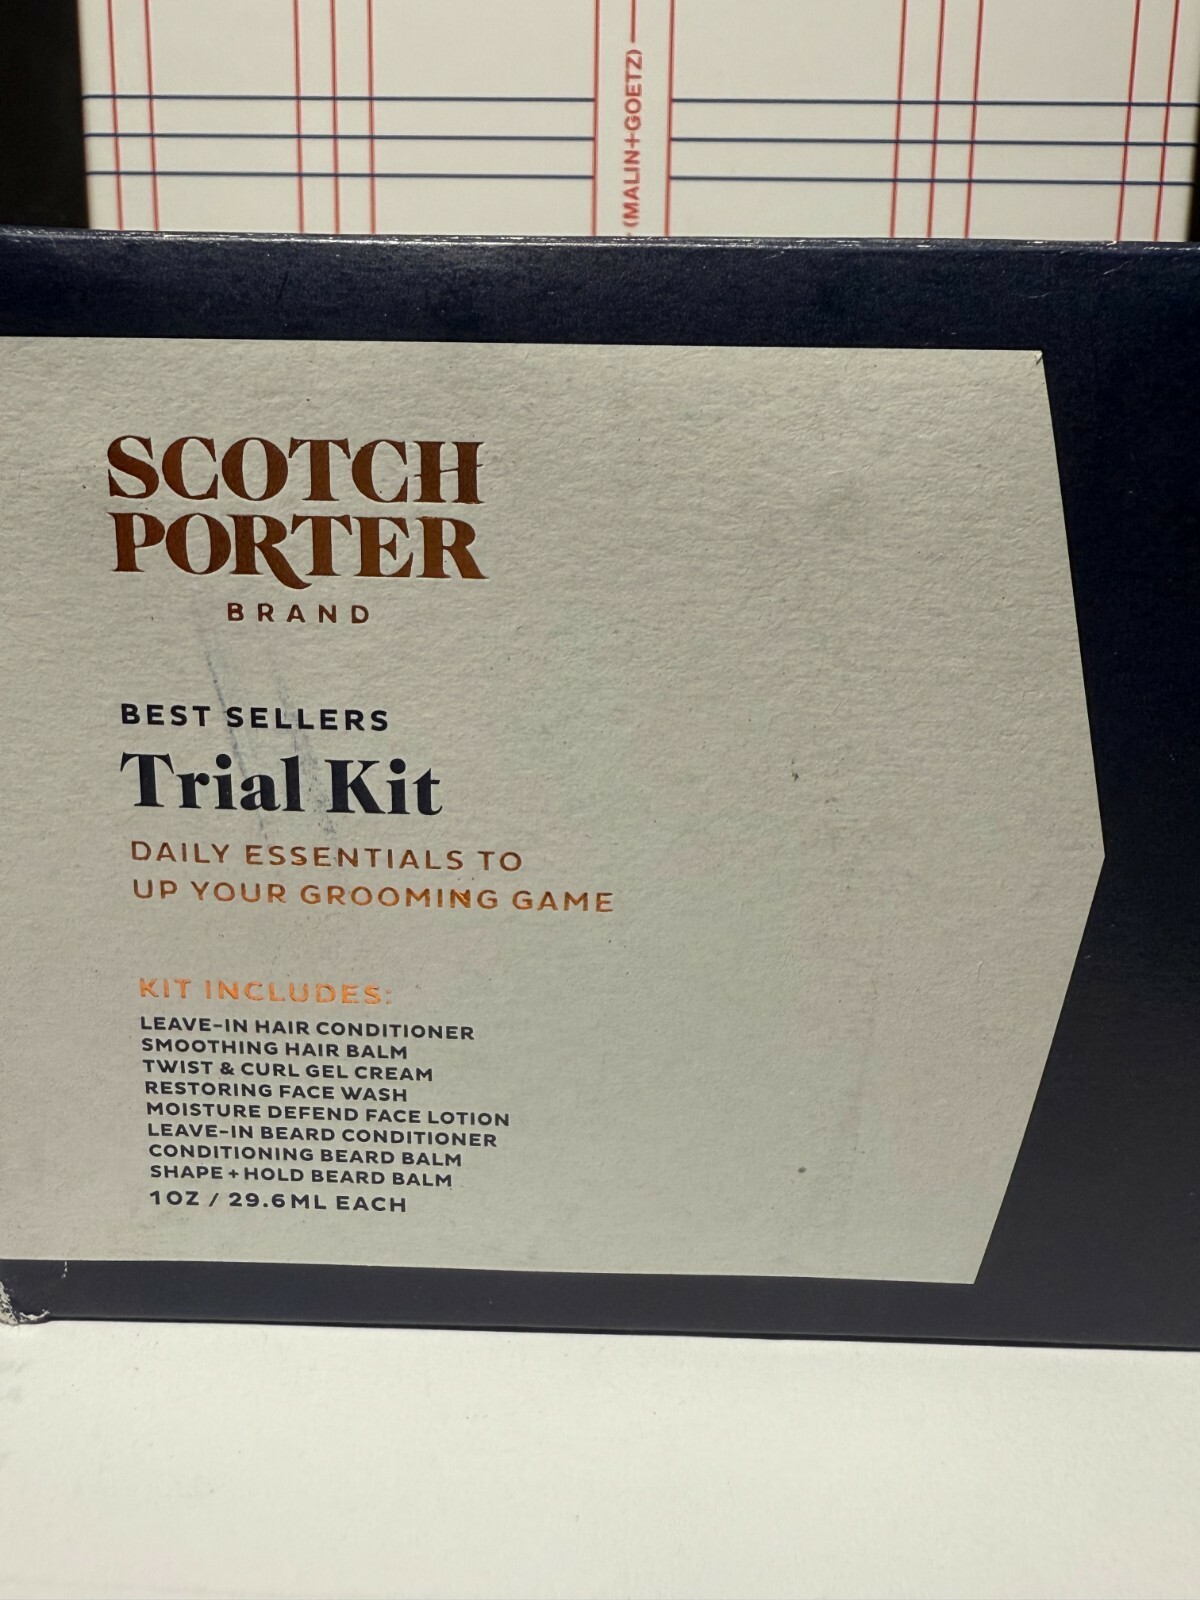 (MALIN+GOETZ)
SCOTCH
PORTER
BRAND
BEST SELLERS
Trial Kit
DAILY ESSENTIALS TO
UP YOUR GROOMING GAME
KIT INCLUDES:
LEAVE-IN HAIR CONDITIONER
SMOOTHING HAIR BALM
TWIST & CURL GEL CREAM
RESTORING FACE WASH
MOISTURE DEFEND FACE LOTION
LEAVE-IN BEARD CONDITIONER
CONDITIONING BEARD BALM
SHAPE + HOLD BEARD BALM
1OZ / 29.6ML EACH